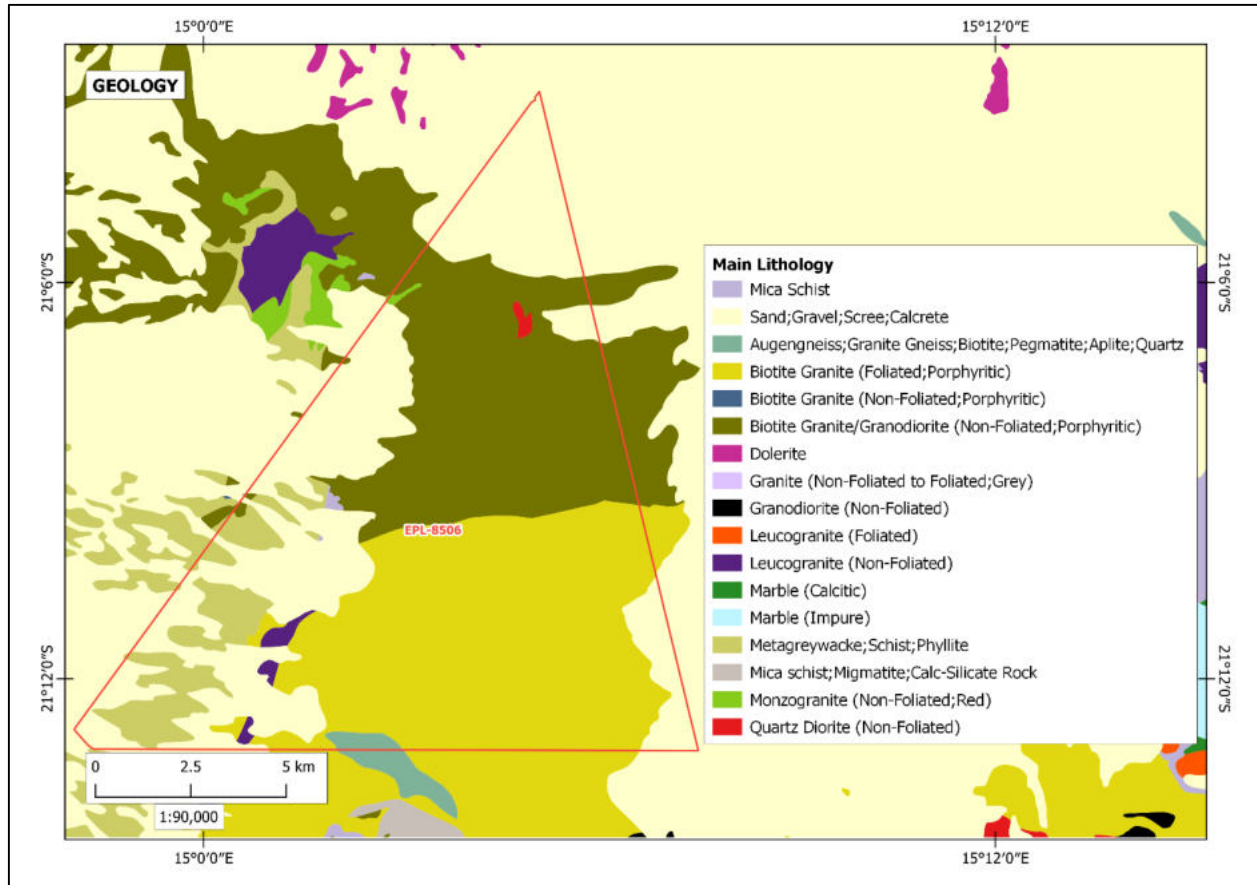 15°0'0"E
15°12'0"E
GEOLOGY
21°6'0"S
21°6'0"S
Main Lithology
Mica Schist
Sand;Gravel;Scree;Calcrete
Augengneiss;Granite Gneiss;Biotite;Pegmatite;Aplite;Quartz
Biotite Granite (Foliated;Porphyritic)
Biotite Granite (Non-Foliated;Porphyritic)
Biotite Granite/Granodiorite (Non-Foliated;Porphyritic)
Dolerite
Granite (Non-Foliated to Foliated;Grey)
Granodiorite (Non-Foliated)
Leucogranite (Foliated)
Leucogranite (Non-Foliated)
Marble (Calcitic)
Marble (Impure)
Metagreywacke;Schist;Phyllite
Mica schist;Migmatite;Calc-Silicate Rock
Monzogranite (Non-Foliated;Red)
Quartz Diorite (Non-Foliated)
EPL-8506
21°12'0"S
21°12'0"S
0 2.5 5 km
1:90,000
15°0'0"E
15°12'0"E